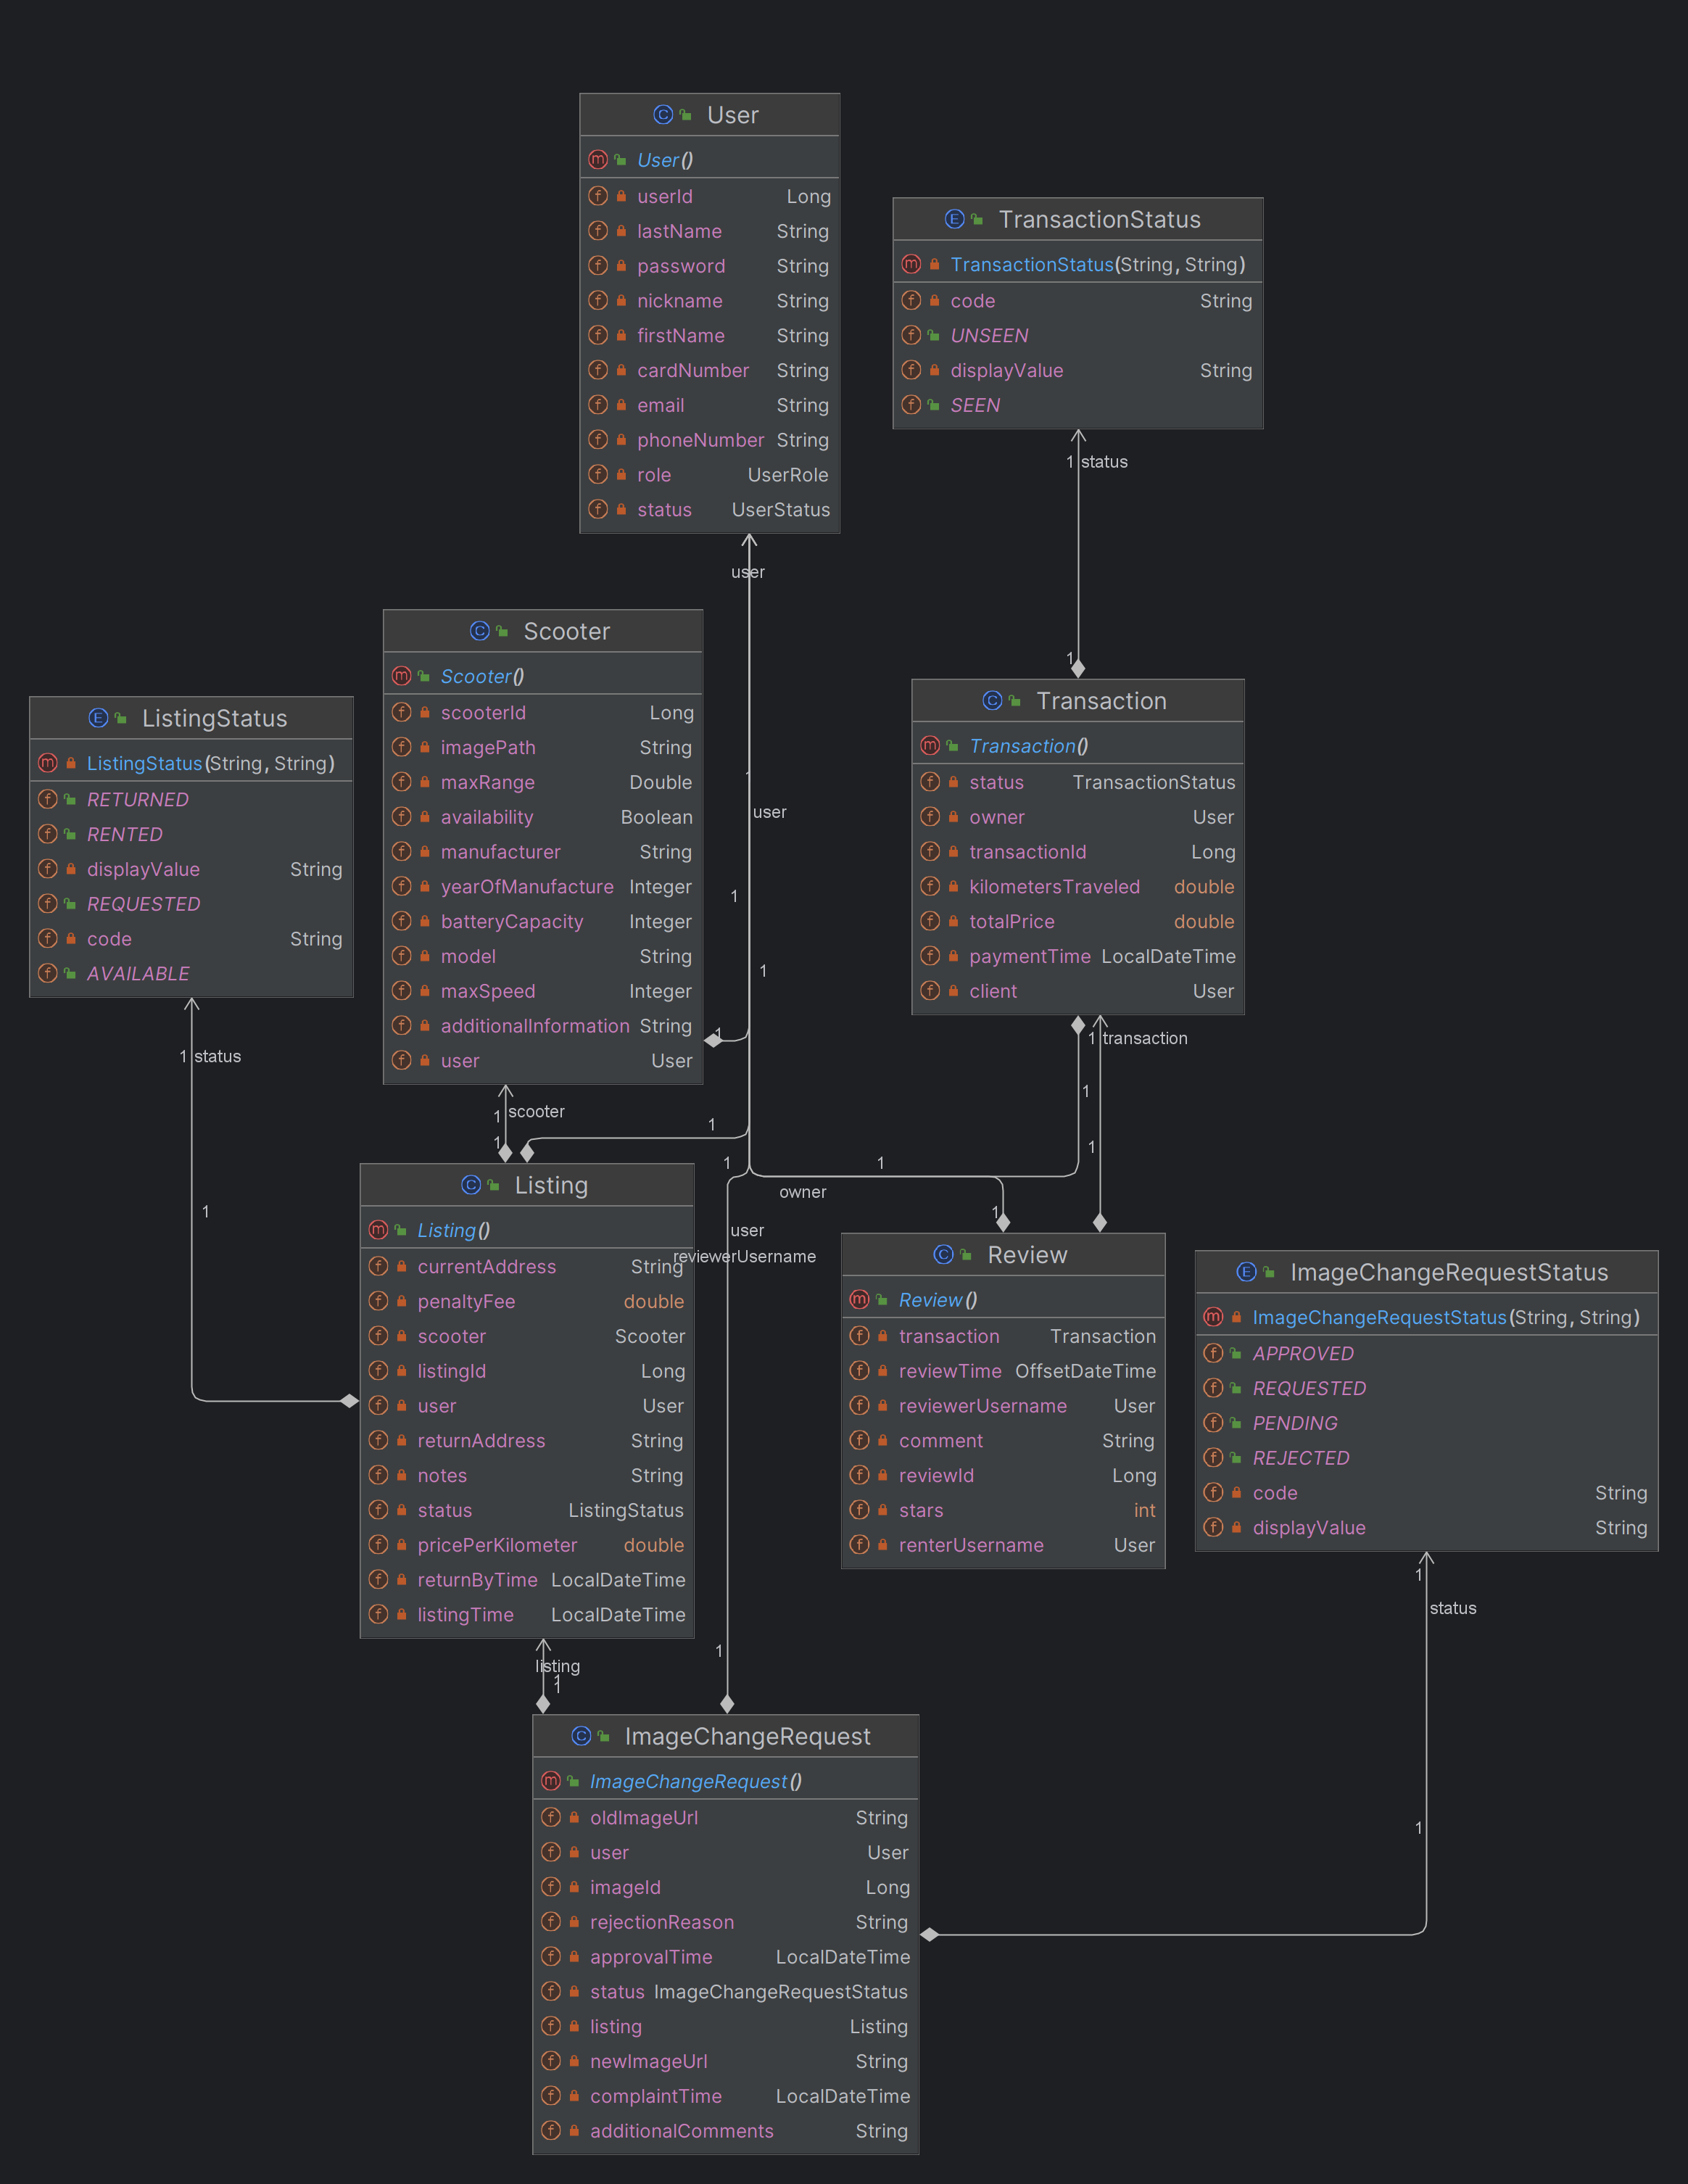 User
User()
userId Long
lastName String
password String
nickname String
firstName String
cardNumber String
email String
phoneNumber String
role UserRole
status UserStatus
TransactionStatus
TransactionStatus(String, String)
code String
UNSEEN
displayValue String
SEEN
1 status
1
user
Scooter
Scooter()
scooterId Long
imagePath String
maxRange Double
availability Boolean
manufacturer String
yearOfManufacture Integer
batteryCapacity Integer
model String
maxSpeed Integer
additionalInformation String
user User
1
user
1
1
1
ListingStatus
ListingStatus(String, String)
RETURNED
RENTED
displayValue String
REQUESTED
code String
AVAILABLE
1 status
1
Transaction
Transaction()
status TransactionStatus
owner User
transactionId Long
kilometersTraveled double
totalPrice double
paymentTime LocalDateTime
client User
1 transaction
1
1
1 scooter
1
1
1
1
owner
1
user
reviewerUsername
Listing
Listing()
currentAddress String
penaltyFee double
scooter Scooter
listingId Long
user User
returnAddress String
notes String
status ListingStatus
pricePerKilometer double
returnByTime LocalDateTime
listingTime LocalDateTime
Review
Review()
transaction Transaction
reviewTime OffsetDateTime
reviewerUsername User
comment String
reviewId Long
stars int
renterUsername User
ImageChangeRequestStatus
ImageChangeRequestStatus(String, String)
APPROVED
REQUESTED
PENDING
REJECTED
code String
displayValue String
1
status
1
listing
1
1
ImageChangeRequest
ImageChangeRequest()
oldImageUrl String
user User
imageId Long
rejectionReason String
approvalTime LocalDateTime
status ImageChangeRequestStatus
listing Listing
newImageUrl String
complaintTime LocalDateTime
additionalComments String